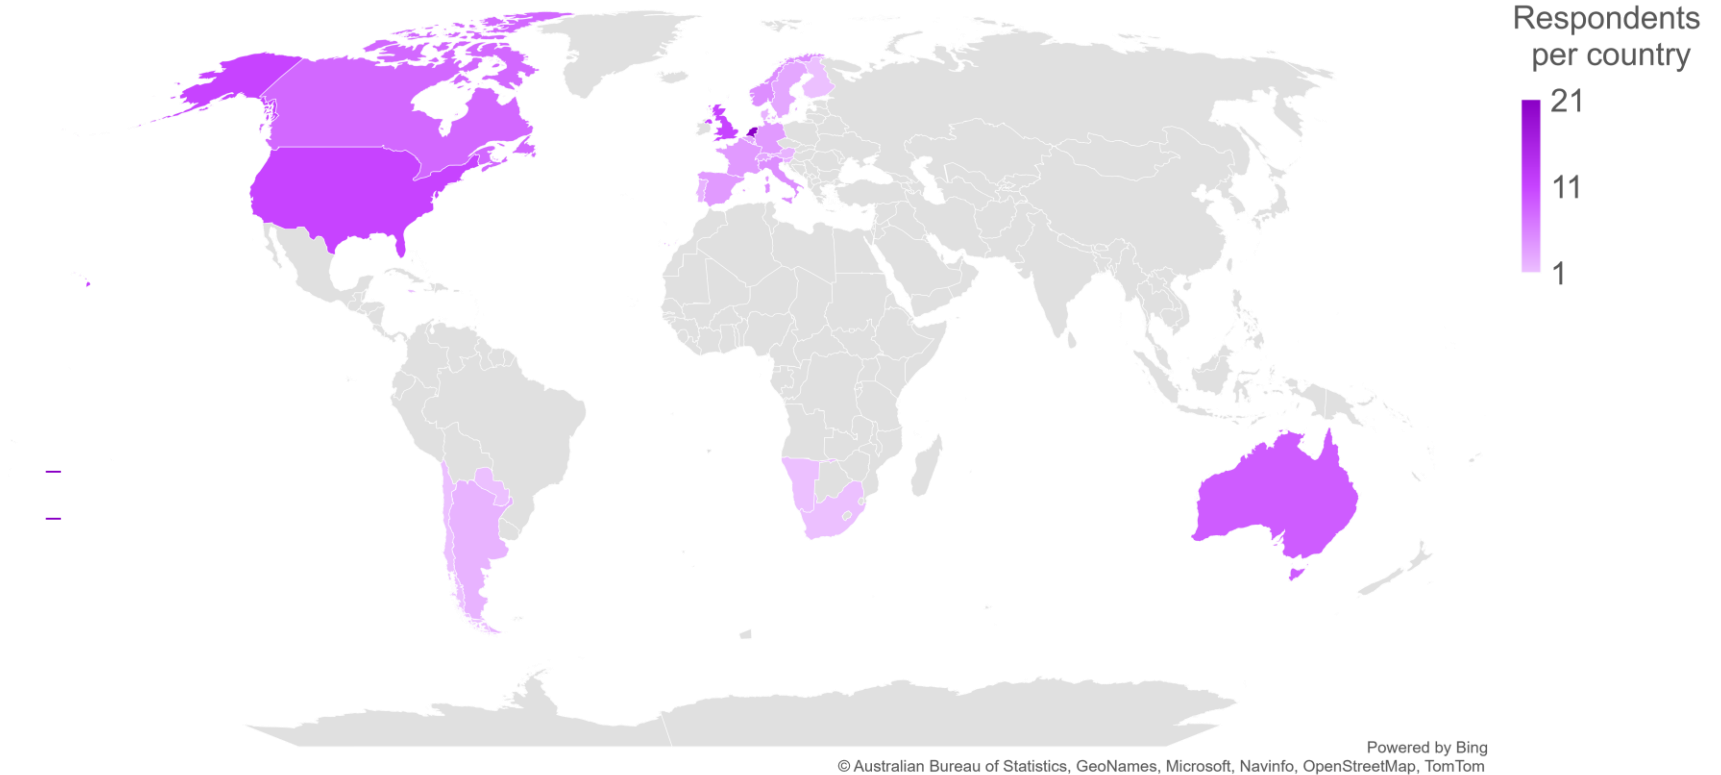 Respondents
per country
21
11
1
Powered by Bing
© Australian Bureau of Statistics, GeoNames, Microsoft, Navinfo, OpenStreetMap, TomTom